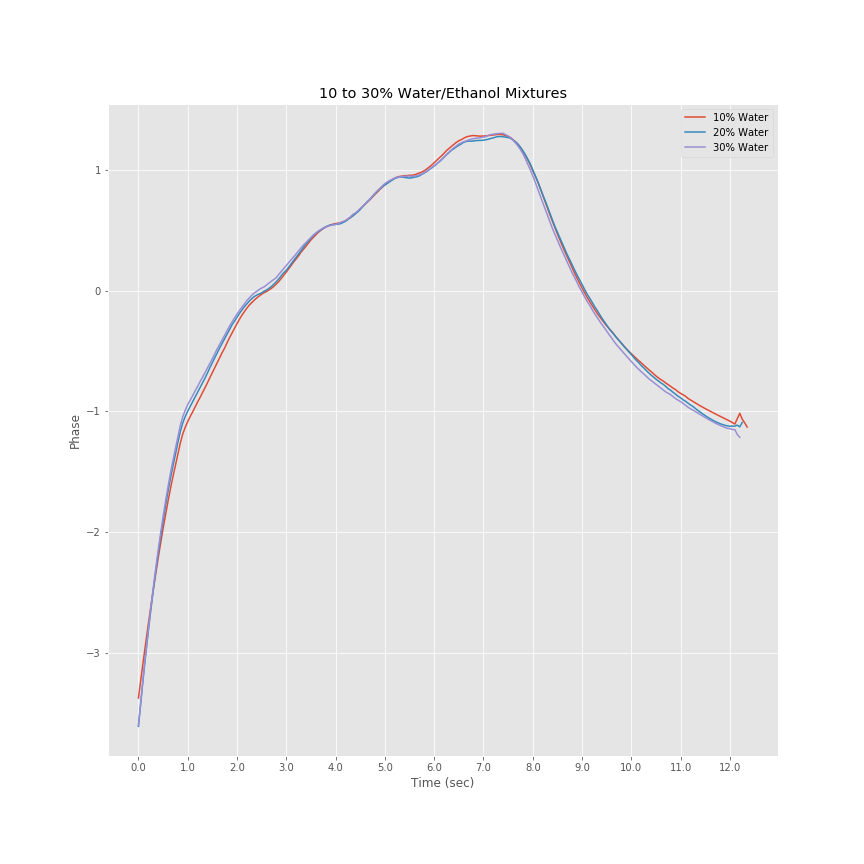 10 to 30% Water/Ethanol Mixtures
10% Water
20% Water
30% Water
1
0
−1
−2
−3
Phase
0.0 1.0 2.0 3.0 4.0 5.0 6.0 7.0 8.0 9.0 10.0 11.0 12.0
Time (sec)